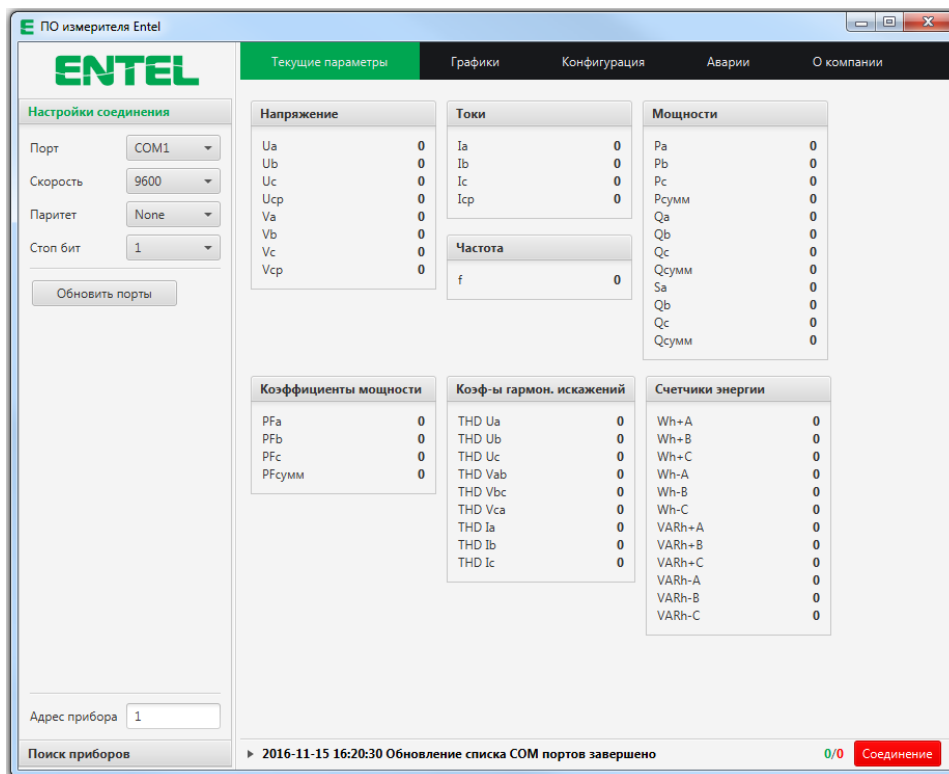 ПО измерителя Entel
ENTEL
Текущие параметры Графики Конфигурация Аварии О компании
Настройки соединения
Порт COM1
Скорость 9600
Паритет None
Стоп бит 1
Обновить порты
Напряжение
Ua 0
Ub 0
Uc 0
Ucp 0
Va 0
Vb 0
Vc 0
Vcp 0
Токи
Ia 0
Ib 0
Ic 0
Icp 0
Частота
f 0
Мощности
Pa 0
Pb 0
Pc 0
Pсумм 0
Qa 0
Qb 0
Qc 0
Qсумм 0
Sa 0
Qb 0
Qc 0
Qсумм 0
Коэффициенты мощности
PFa 0
PFb 0
PFc 0
PFсумм 0
Коэф-ы гармон. искажений
THD Ua 0
THD Ub 0
THD Uc 0
THD Vab 0
THD Vbc 0
THD Vca 0
THD Ia 0
THD Ib 0
THD Ic 0
Счетчики энергии
Wh+A 0
Wh+B 0
Wh+C 0
Wh-A 0
Wh-B 0
Wh-C 0
VARh+A 0
VARh+B 0
VARh+C 0
VARh-A 0
VARh-B 0
VARh-C 0
Адрес прибора 1
Поиск приборов
2016-11-15 16:20:30 Обновление списка COM портов завершено
0/0 Соединение